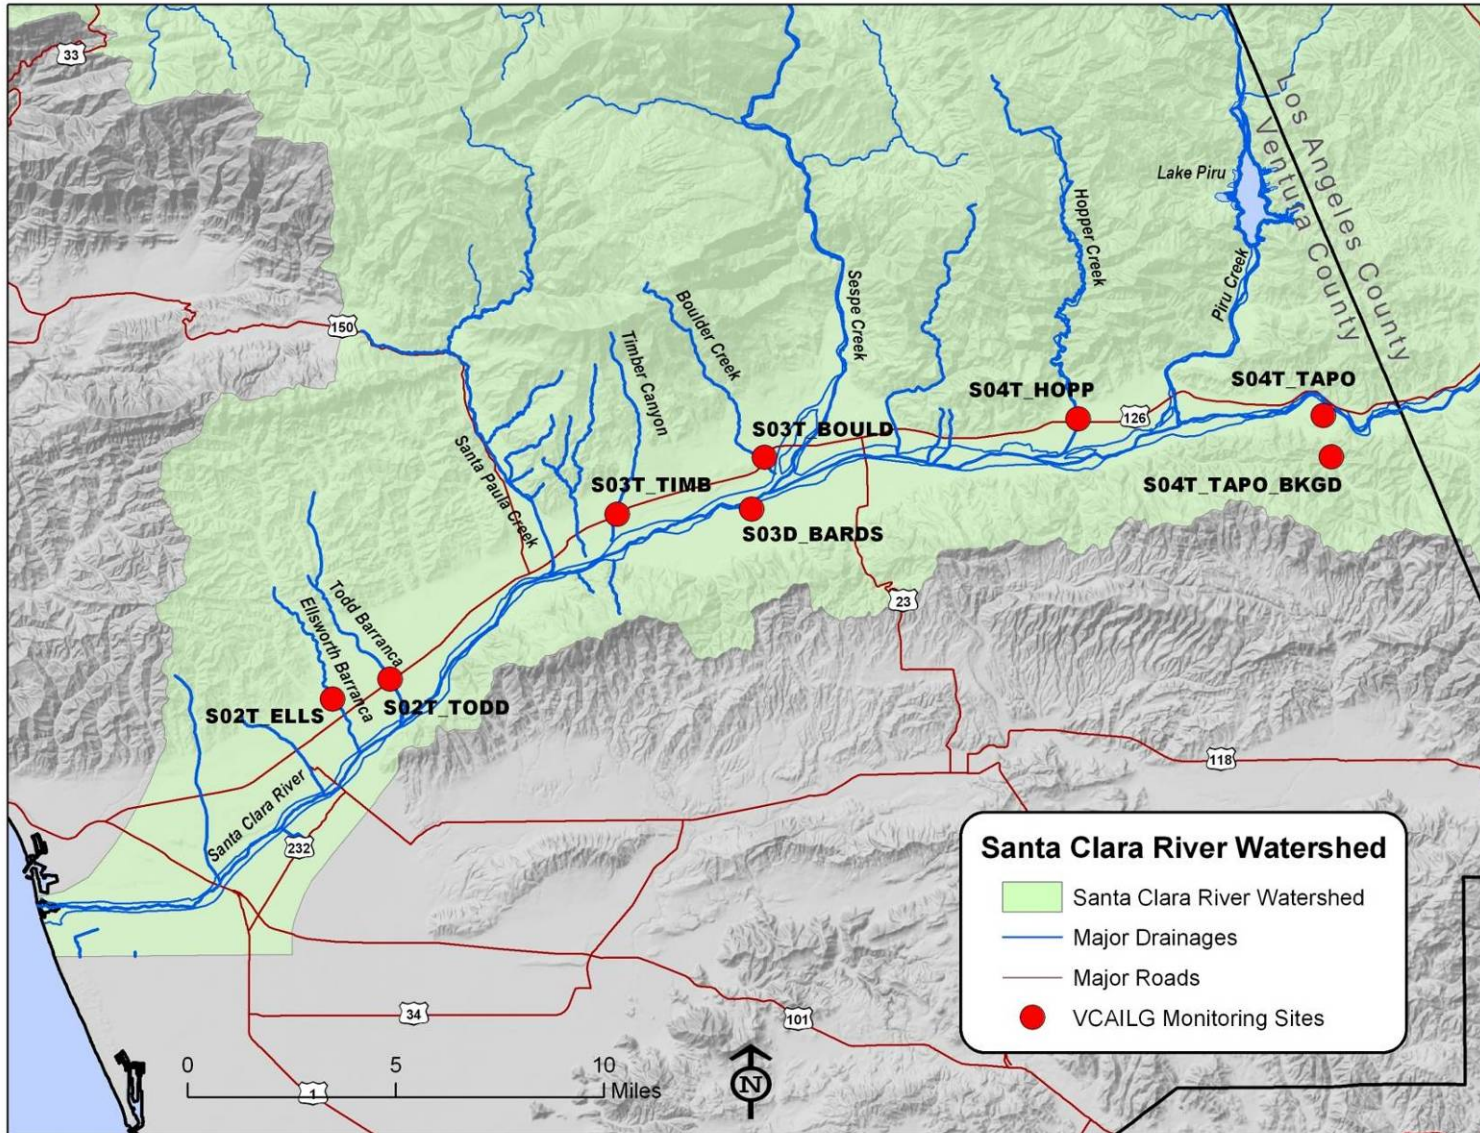 33
Los Angeles County
Ventura County
Lake Piru
Hopper Creek
Piru Creek
Sespe Creek
Boulder Creek
Timber Canyon
150
S04T_HOPP
S04T_TAPO
126
S03T_BOULD
S04T_TAPO_BKGD
Santa Paula Creek
S03T_TIMB
S03D_BARDS
23
Todd Barranca
Ellsworth Barranca
S02T_ELLS
S02T_TODD
118
Santa Clara River
232
34
101
1
0 5 10
Miles
N
Santa Clara River Watershed
Santa Clara River Watershed
Major Drainages
Major Roads
VCAILG Monitoring Sites